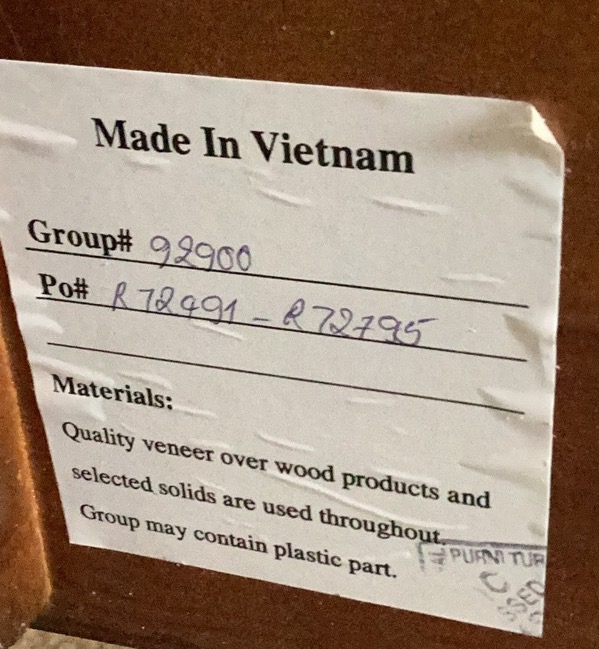 Made In Vietnam
Group# 92900
Po# R72491 - R72795
Materials:
Quality veneer over wood products and
selected solids are used throughout.
Group may contain plastic part.